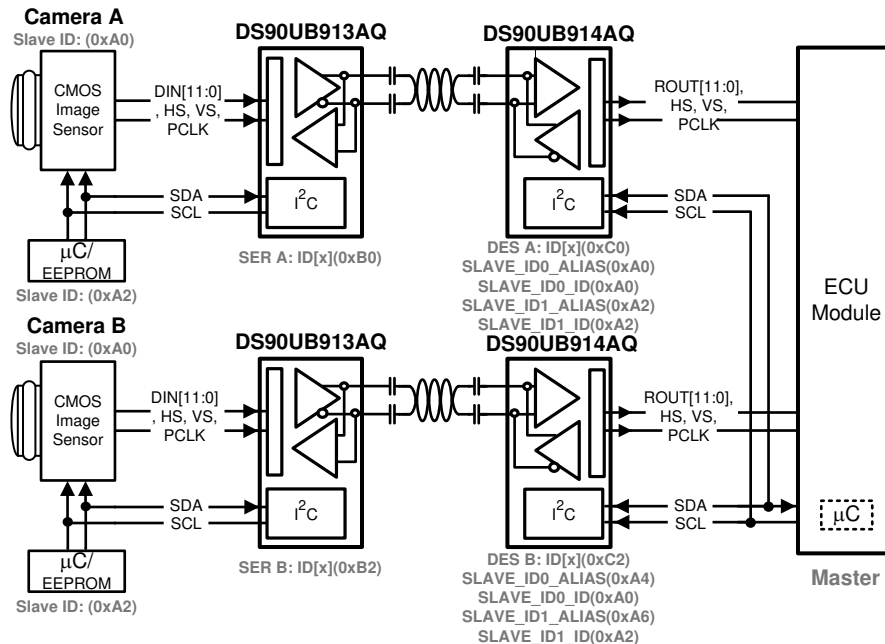 Camera A
Slave ID: (0xA0)
DS90UB913AQ
DS90UB914AQ
CMOS
Image
Sensor
DIN[11:0]
, HS, VS,
PCLK
ROUT[11:0],
HS, VS,
PCLK
SDA
SCL
I2C
I2C
SDA
SCL
µC/
EEPROM
Slave ID: (0xA2)
SER A: ID[x](0xB0)
DES A: ID[x](0xC0)
SLAVE_ID0_ALIAS(0xA0)
SLAVE_ID0_ID(0xA0)
SLAVE_ID1_ALIAS(0xA2)
SLAVE_ID1_ID(0xA2)
ECU
Module
Camera B
Slave ID: (0xA0)
DS90UB913AQ
DS90UB914AQ
CMOS
Image
Sensor
DIN[11:0]
, HS, VS,
PCLK
ROUT[11:0],
HS, VS,
PCLK
SDA
SCL
I2C
I2C
SDA
SCL
µC
µC/
EEPROM
Slave ID: (0xA2)
SER B: ID[x](0xB2)
DES B: ID[x](0xC2)
SLAVE_ID0_ALIAS(0xA4)
SLAVE_ID0_ID(0xA0)
SLAVE_ID1_ALIAS(0xA6)
SLAVE_ID1_ID(0xA2)
Master